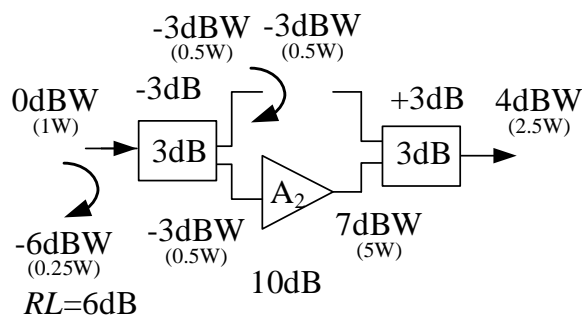 -3dBW -3dBW
(0.5W) (0.5W)
0dBW -3dB +3dB 4dBW
(1W) (2.5W)
3dB 3dB
A2
-6dBW -3dBW 7dBW
(0.25W) (0.5W) (5W)
RL=6dB 10dB